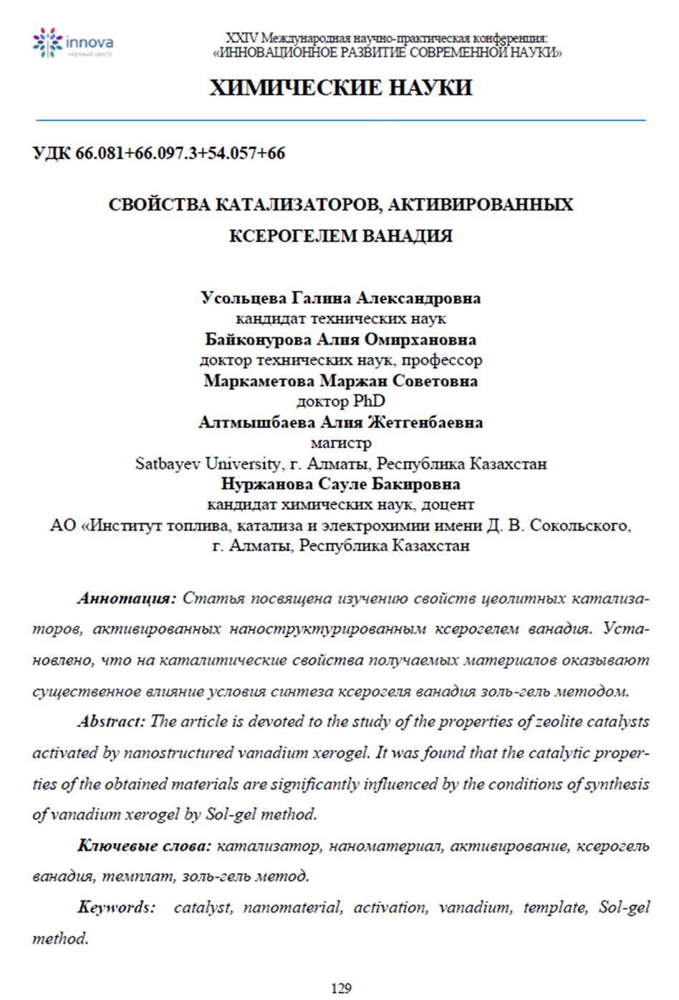 innova
научный центр
XXIV Международная научно-практическая конференция:
«ИННОВАЦИОННОЕ РАЗВИТИЕ СОВРЕМЕННОЙ НАУКИ»
ХИМИЧЕСКИЕ НАУКИ
УДК 66.081+66.097.3+54.057+66
СВОЙСТВА КАТАЛИЗАТОРОВ, АКТИВИРОВАННЫХ
КСЕРОГЕЛЕМ ВАНАДИЯ
Усольцева Галина Александровна
кандидат технических наук
Байконурова Алия Омирхановна
доктор технических наук, профессор
Маркаметова Маржан Советовна
доктор PhD
Алтмышбаева Алия Жетгенбаевна
магистр
Satbayev University, г. Алматы, Республика Казахстан
Нуржанова Сауле Бакировна
кандидат химических наук, доцент
АО «Институт топлива, катализа и электрохимии имени Д. В. Сокольского,
г. Алматы, Республика Казахстан
Аннотация: Статья посвящена изучению свойств цеолитных катализа-
торов, активированных наноструктурированным ксерогелем ванадия. Уста-
новлено, что на каталитические свойства получаемых материалов оказывают
существенное влияние условия синтеза ксерогеля ванадия золь-гель методом.
Abstract: The article is devoted to the study of the properties of zeolite catalysts
activated by nanostructured vanadium xerogel. It was found that the catalytic proper-
ties of the obtained materials are significantly influenced by the conditions of synthesis
of vanadium xerogel by Sol-gel method.
Ключевые слова: катализатор, наноматериал, активирование, ксерогель
ванадия, темплат, золь-гель метод.
Keywords: catalyst, nanomaterial, activation, vanadium, template, Sol-gel
method.
129